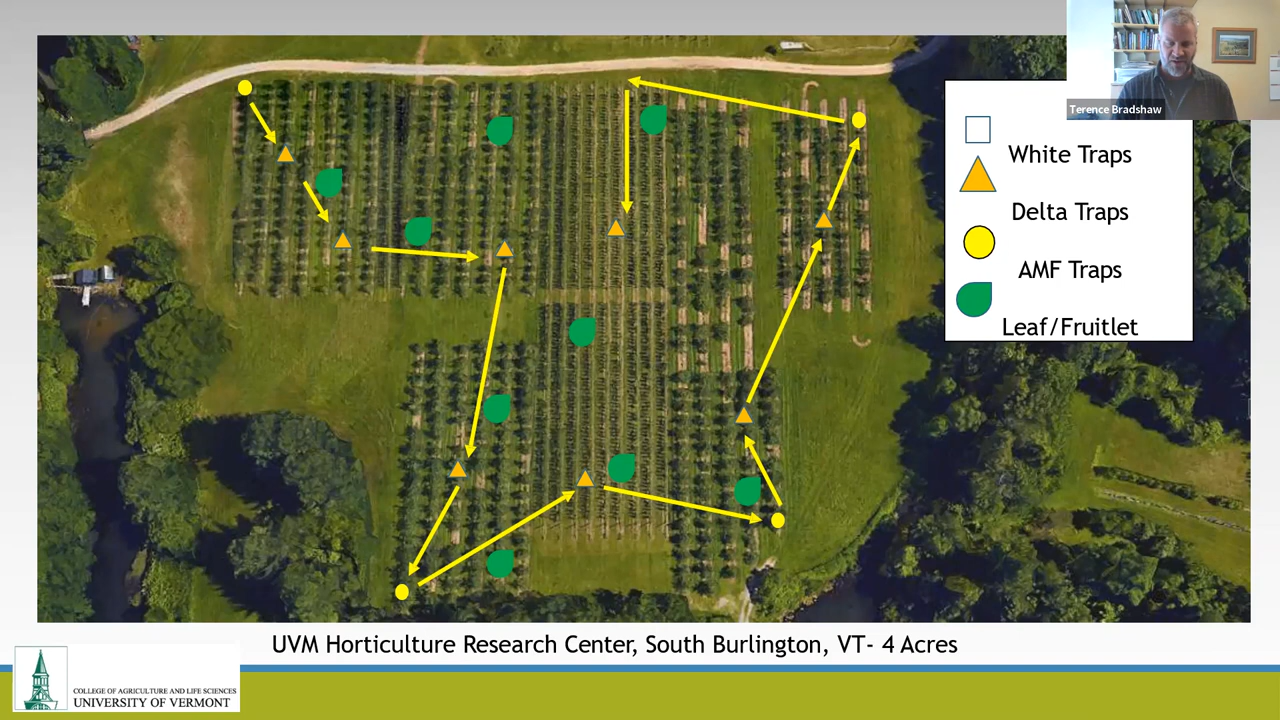 Terence Bradshaw
White Traps
Delta Traps
AMF Traps
Leaf/Fruitlet
UVM Horticulture Research Center, South Burlington, VT- 4 Acres
COLLEGE OF AGRICULTURE AND LIFE SCIENCES
UNIVERSITY OF VERMONT